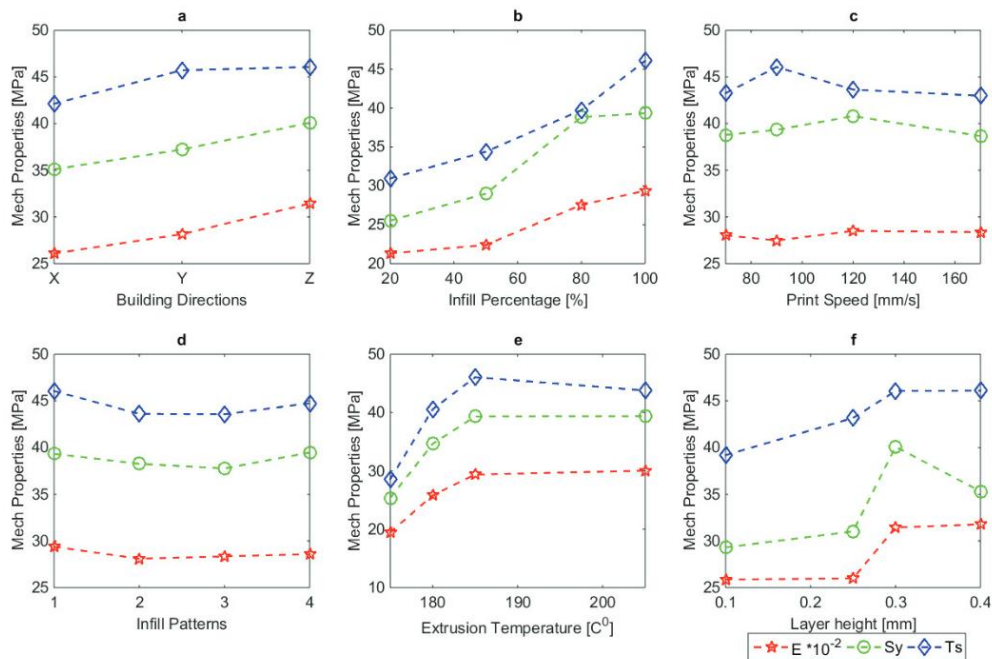 a
50
45
40
35
30
25
Mech Properties [MPa]
X Y Z
Building Directions
b
50
45
40
35
30
25
20
Mech Properties [MPa]
20 40 60 80 100
Infill Percentage [%]
c
50
45
40
35
30
25
Mech Properties [MPa]
80 100 120 140 160
Print Speed [mm/s]
d
50
45
40
35
30
25
Mech Properties [MPa]
1 2 3 4
Infill Patterns
e
50
40
30
20
10
Mech Properties [MPa]
180 190 200
Extrusion Temperature [C⁰]
f
50
45
40
35
30
25
Mech Properties [MPa]
0.1 0.2 0.3 0.4
Layer height [mm]
E *10⁻² Sy Ts